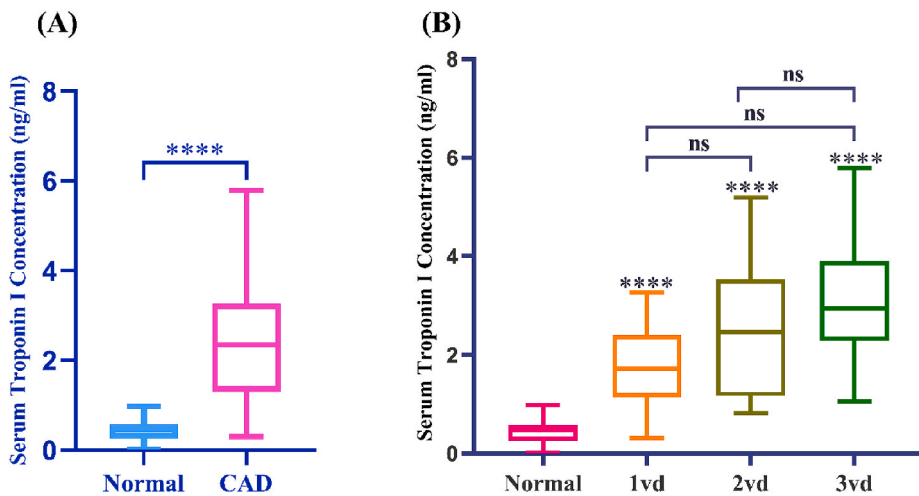 (A)
Serum Troponin I Concentration (ng/ml)
8
6
4
2
0
****
Normal CAD
(B)
Serum Troponin I Concentration (ng/ml)
8
6
4
2
0
ns
ns
ns
****
****
****
Normal 1vd 2vd 3vd